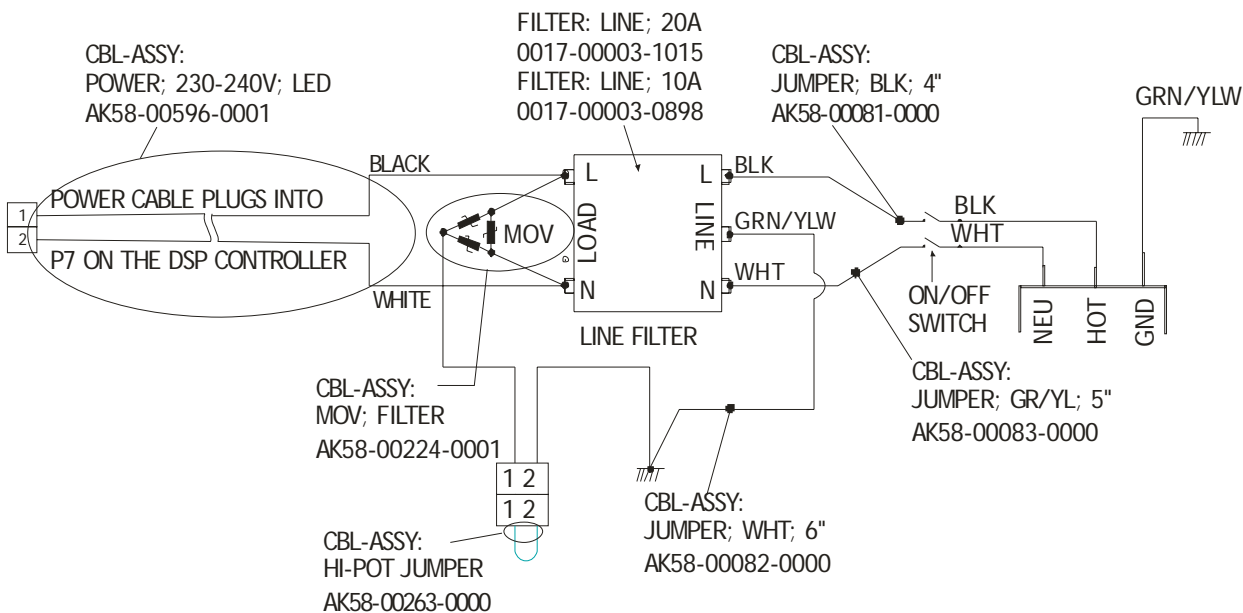 FILTER: LINE; 20A
0017-00003-1015
FILTER: LINE; 10A
0017-00003-0898
CBL-ASSY:
POWER; 230-240V; LED
AK58-00596-0001
CBL-ASSY:
JUMPER; BLK; 4"
AK58-00081-0000
GRN/YLW
BLACK
L
L
BLK
1
POWER CABLE PLUGS INTO
2
P7 ON THE DSP CONTROLLER
MOV
LOAD
LINE
GRN/YLW
BLK
WHT
WHITE
N
N
WHT
ON/OFF
SWITCH
NEU
HOT
GND
LINE FILTER
CBL-ASSY:
MOV; FILTER
AK58-00224-0001
CBL-ASSY:
JUMPER; GR/YL; 5"
AK58-00083-0000
1 2
1 2
CBL-ASSY:
JUMPER; WHT; 6"
AK58-00082-0000
CBL-ASSY:
HI-POT JUMPER
AK58-00263-0000